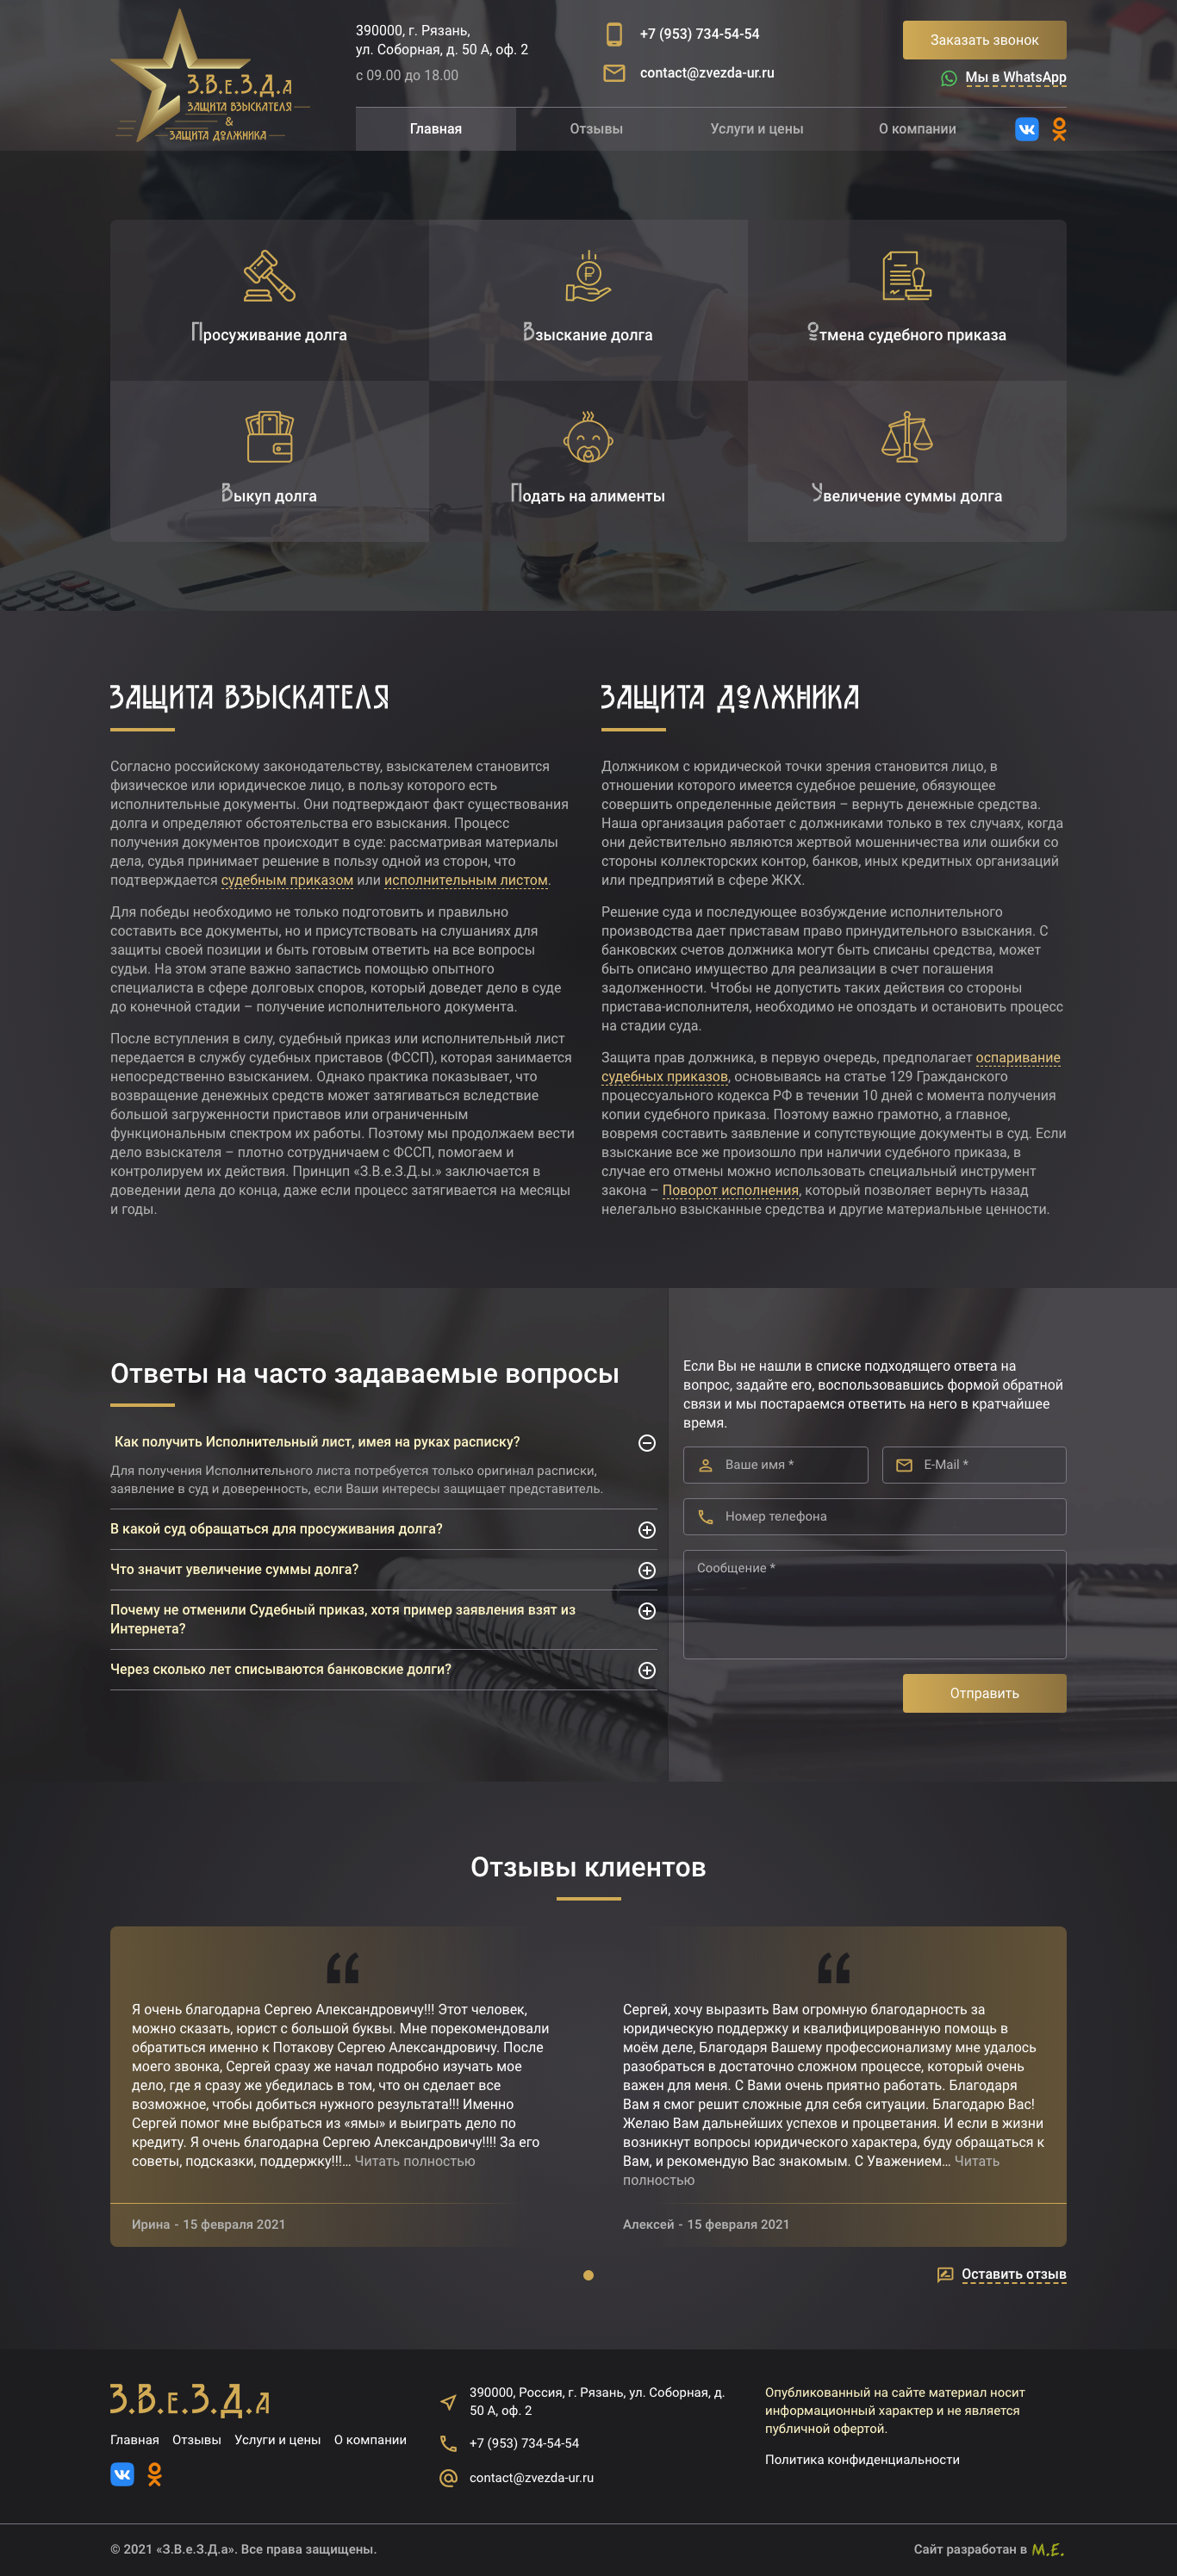 З.В.е.З.Д.а
ЗАЩИТА ВЗЫСКАТЕЛЯ
&
ЗАЩИТА ДОЛЖНИКА
390000, г. Рязань,
ул. Соборная, д. 50 А, оф. 2
с 09.00 до 18.00
+7 (953) 734-54-54
contact@zvezda-ur.ru
Заказать звонок
Мы в WhatsApp
Главная
Отзывы
Услуги и цены
О компании
Просуживание долга
Взыскание долга
Отмена судебного приказа
Выкуп долга
Подать на алименты
Увеличение суммы долга
ЗАЩИТА ВЗЫСКАТЕЛЯ
Согласно российскому законодательству, взыскателем становится
физическое или юридическое лицо, в пользу которого есть
исполнительные документы. Они подтверждают факт существования
долга и определяют обстоятельства его взыскания. Процесс
получения документов происходит в суде: рассматривая материалы
дела, судья принимает решение в пользу одной из сторон, что
подтверждается судебным приказом или исполнительным листом.
Для победы необходимо не только подготовить и правильно
составить все документы, но и присутствовать на слушаниях для
защиты своей позиции и быть готовым ответить на все вопросы
судьи. На этом этапе важно запастись помощью опытного
специалиста в сфере долговых споров, который доведет дело в суде
до конечной стадии – получение исполнительного документа.
После вступления в силу, судебный приказ или исполнительный лист
передается в службу судебных приставов (ФССП), которая занимается
непосредственно взысканием. Однако практика показывает, что
возвращение денежных средств может затягиваться вследствие
большой загруженности приставов или ограниченным
функциональным спектром их работы. Поэтому мы продолжаем вести
дело взыскателя – плотно сотрудничаем с ФССП, помогаем и
контролируем их действия. Принцип «З.В.е.З.Д.ы.» заключается в
доведении дела до конца, даже если процесс затягивается на месяцы
и годы.
ЗАЩИТА ДОЛЖНИКА
Должником с юридической точки зрения становится лицо, в
отношении которого имеется судебное решение, обязующее
совершить определенные действия – вернуть денежные средства.
Наша организация работает с должниками только в тех случаях, когда
они действительно являются жертвой мошенничества или ошибки со
стороны коллекторских контор, банков, иных кредитных организаций
или предприятий в сфере ЖКХ.
Решение суда и последующее возбуждение исполнительного
производства дает приставам право принудительного взыскания. С
банковских счетов должника могут быть списаны средства, может
быть описано имущество для реализации в счет погашения
задолженности. Чтобы не допустить таких действия со стороны
пристава-исполнителя, необходимо не опоздать и остановить процесс
на стадии суда.
Защита прав должника, в первую очередь, предполагает оспаривание
судебных приказов, основываясь на статье 129 Гражданского
процессуального кодекса РФ в течении 10 дней с момента получения
копии судебного приказа. Поэтому важно грамотно, а главное,
вовремя составить заявление и сопутствующие документы в суд. Если
взыскание все же произошло при наличии судебного приказа, в
случае его отмены можно использовать специальный инструмент
закона – Поворот исполнения, который позволяет вернуть назад
нелегально взысканные средства и другие материальные ценности.
Ответы на часто задаваемые вопросы
Как получить Исполнительный лист, имея на руках расписку?
Для получения Исполнительного листа потребуется только оригинал расписки,
заявление в суд и доверенность, если Ваши интересы защищает представитель.
В какой суд обращаться для просуживания долга?
Что значит увеличение суммы долга?
Почему не отменили Судебный приказ, хотя пример заявления взят из
Интернета?
Через сколько лет списываются банковские долги?
Если Вы не нашли в списке подходящего ответа на
вопрос, задайте его, воспользовавшись формой обратной
связи и мы постараемся ответить на него в кратчайшее
время.
Ваше имя *
E-Mail *
Номер телефона
Сообщение *
Отправить
Отзывы клиентов
“
Я очень благодарна Сергею Александровичу!!! Этот человек,
можно сказать, юрист с большой буквы. Мне порекомендовали
обратиться именно к Потакову Сергею Александровичу. После
моего звонка, Сергей сразу же начал подробно изучать мое
дело, где я сразу же убедилась в том, что он сделает все
возможное, чтобы добиться нужного результата!!! Именно
Сергей помог мне выбраться из «ямы» и выиграть дело по
кредиту. Я очень благодарна Сергею Александровичу!!!! За его
советы, подсказки, поддержку!!!... Читать полностью
Ирина - 15 февраля 2021
“
Сергей, хочу выразить Вам огромную благодарность за
юридическую поддержку и квалифицированную помощь в
моём деле, Благодаря Вашему профессионализму мне удалось
разобраться в достаточно сложном процессе, который очень
важен для меня. С Вами очень приятно работать. Благодаря
Вам я смог решит сложные для себя ситуации. Благодарю Вас!
Желаю Вам дальнейших успехов и процветания. И если в жизни
возникнут вопросы юридического характера, буду обращаться к
Вам, и рекомендую Вас знакомым. С Уважением... Читать
полностью
Алексей - 15 февраля 2021
Оставить отзыв
З.В.е.З.Д.а
Главная
Отзывы
Услуги и цены
О компании
390000, Россия, г. Рязань, ул. Соборная, д.
50 А, оф. 2
+7 (953) 734-54-54
contact@zvezda-ur.ru
Опубликованный на сайте материал носит
информационный характер и не является
публичной офертой.
Политика конфиденциальности
© 2021 «З.В.е.З.Д.а». Все права защищены.
Сайт разработан в M.E.